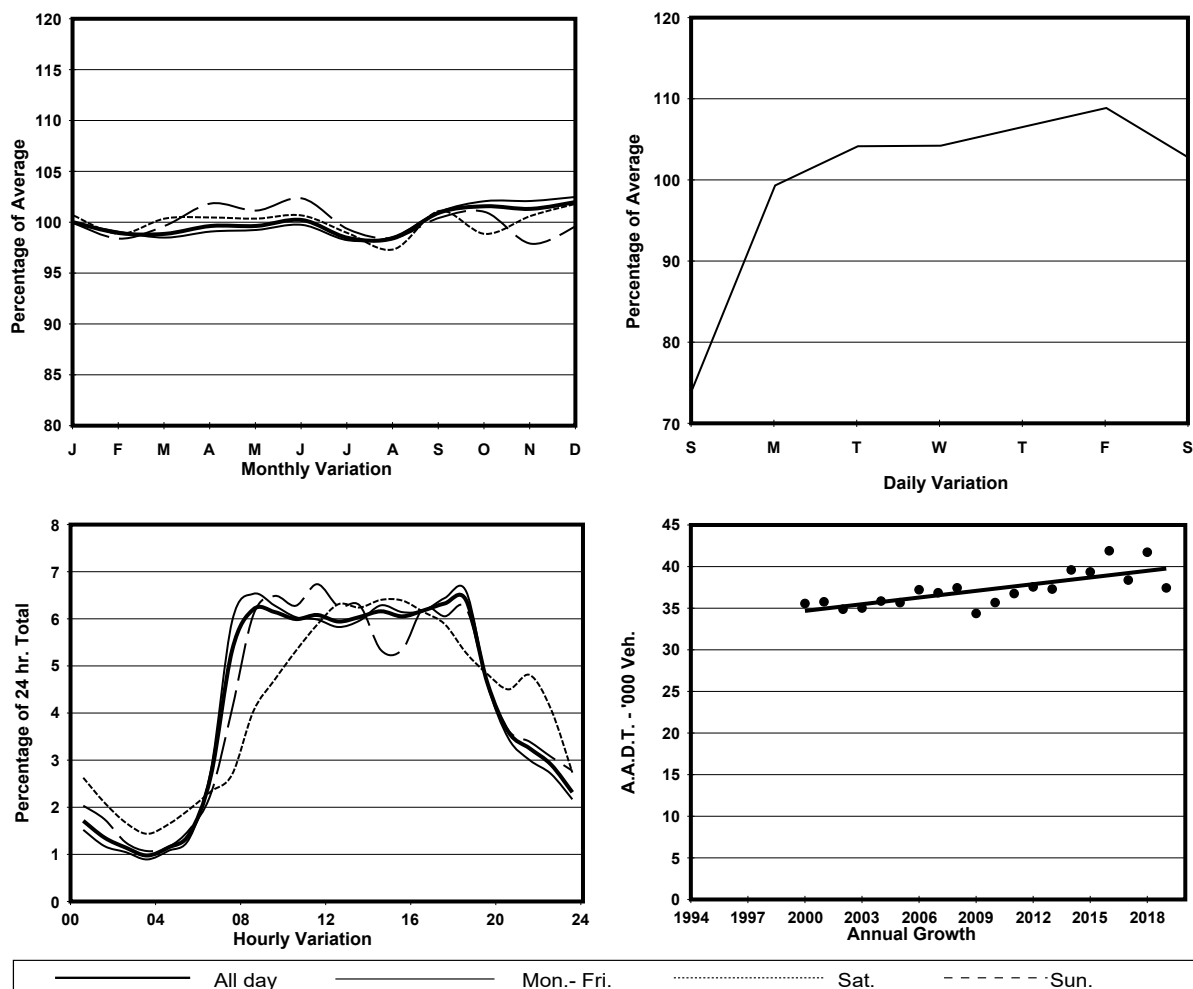 120
115
110
105
100
95
90
85
80
Percentage of Average
J F M A M J J A S O N D
Monthly Variation
120
110
100
90
80
70
Percentage of Average
S M T W T F S
Daily Variation
8
7
6
5
4
3
2
1
0
Percentage of 24 hr. Total
00 04 08 12 16 20 24
Hourly Variation
45
40
35
30
25
20
15
10
5
0
A.A.D.T. - '000 Veh.
1994 1997 2000 2003 2006 2009 2012 2015 2018
Annual Growth
All day Mon.- Fri. Sat. Sun.